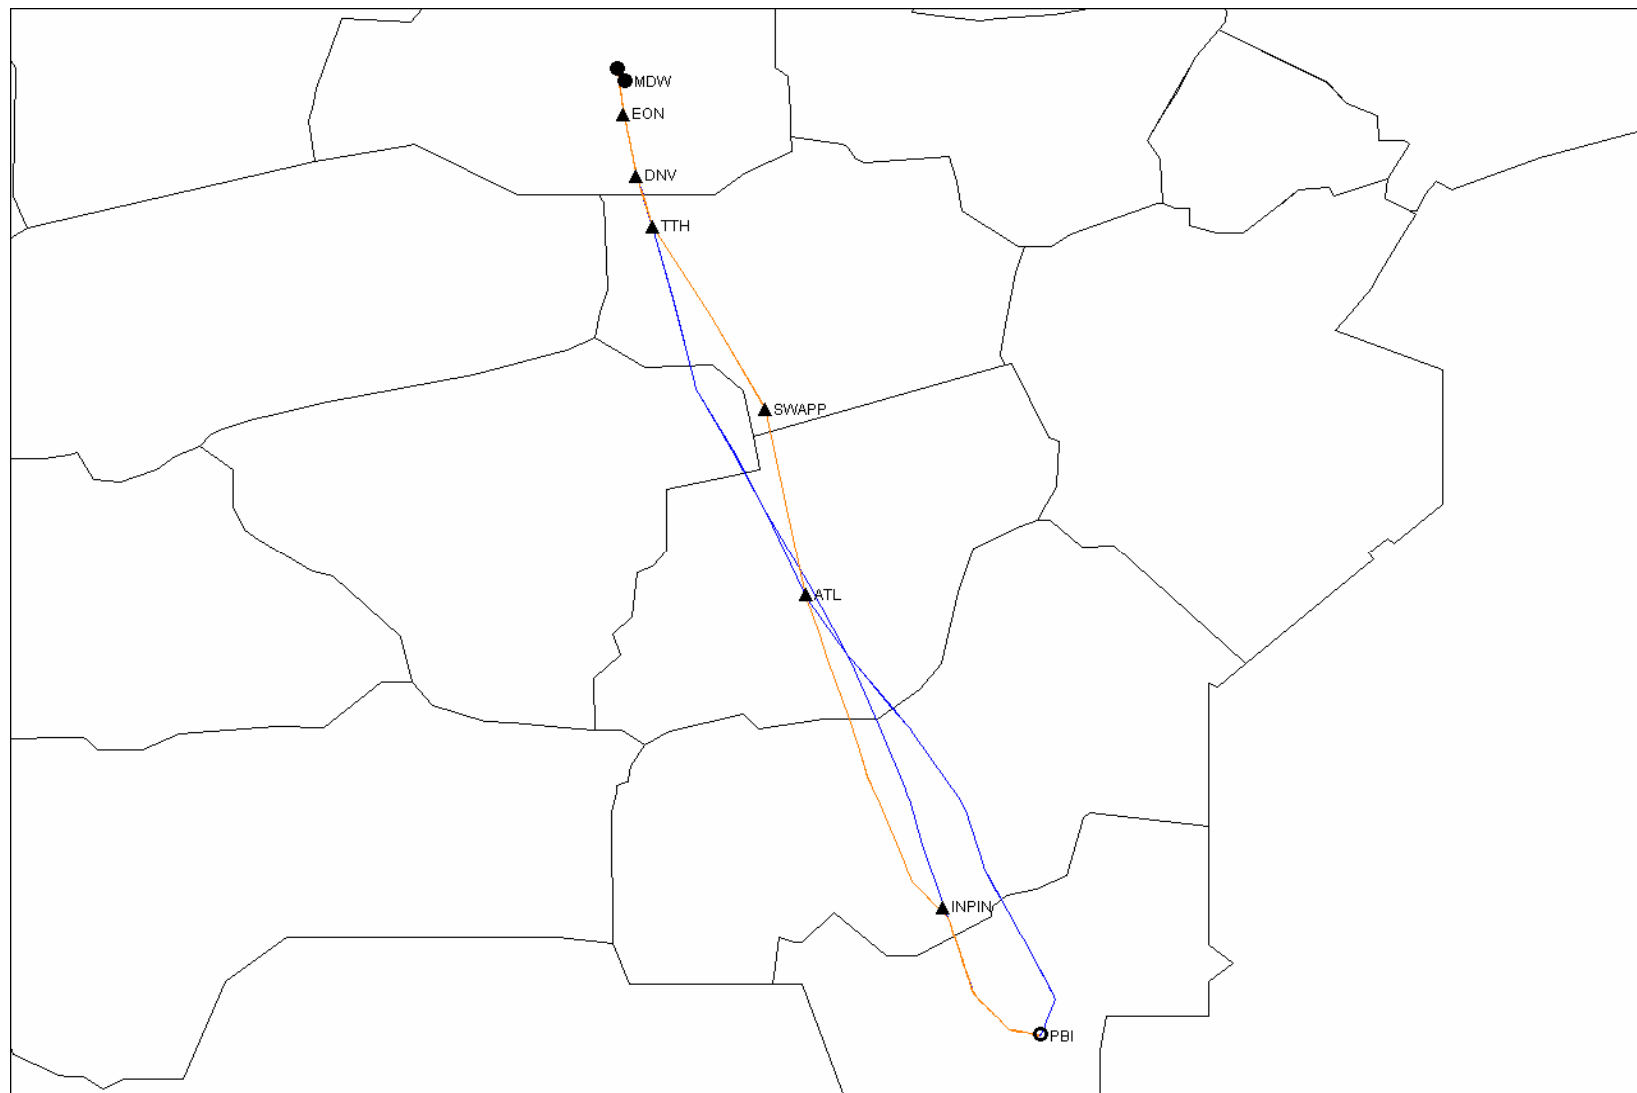 MDW
EON
DNV
TTH
SWAPP
ATL
INPIN
PBI